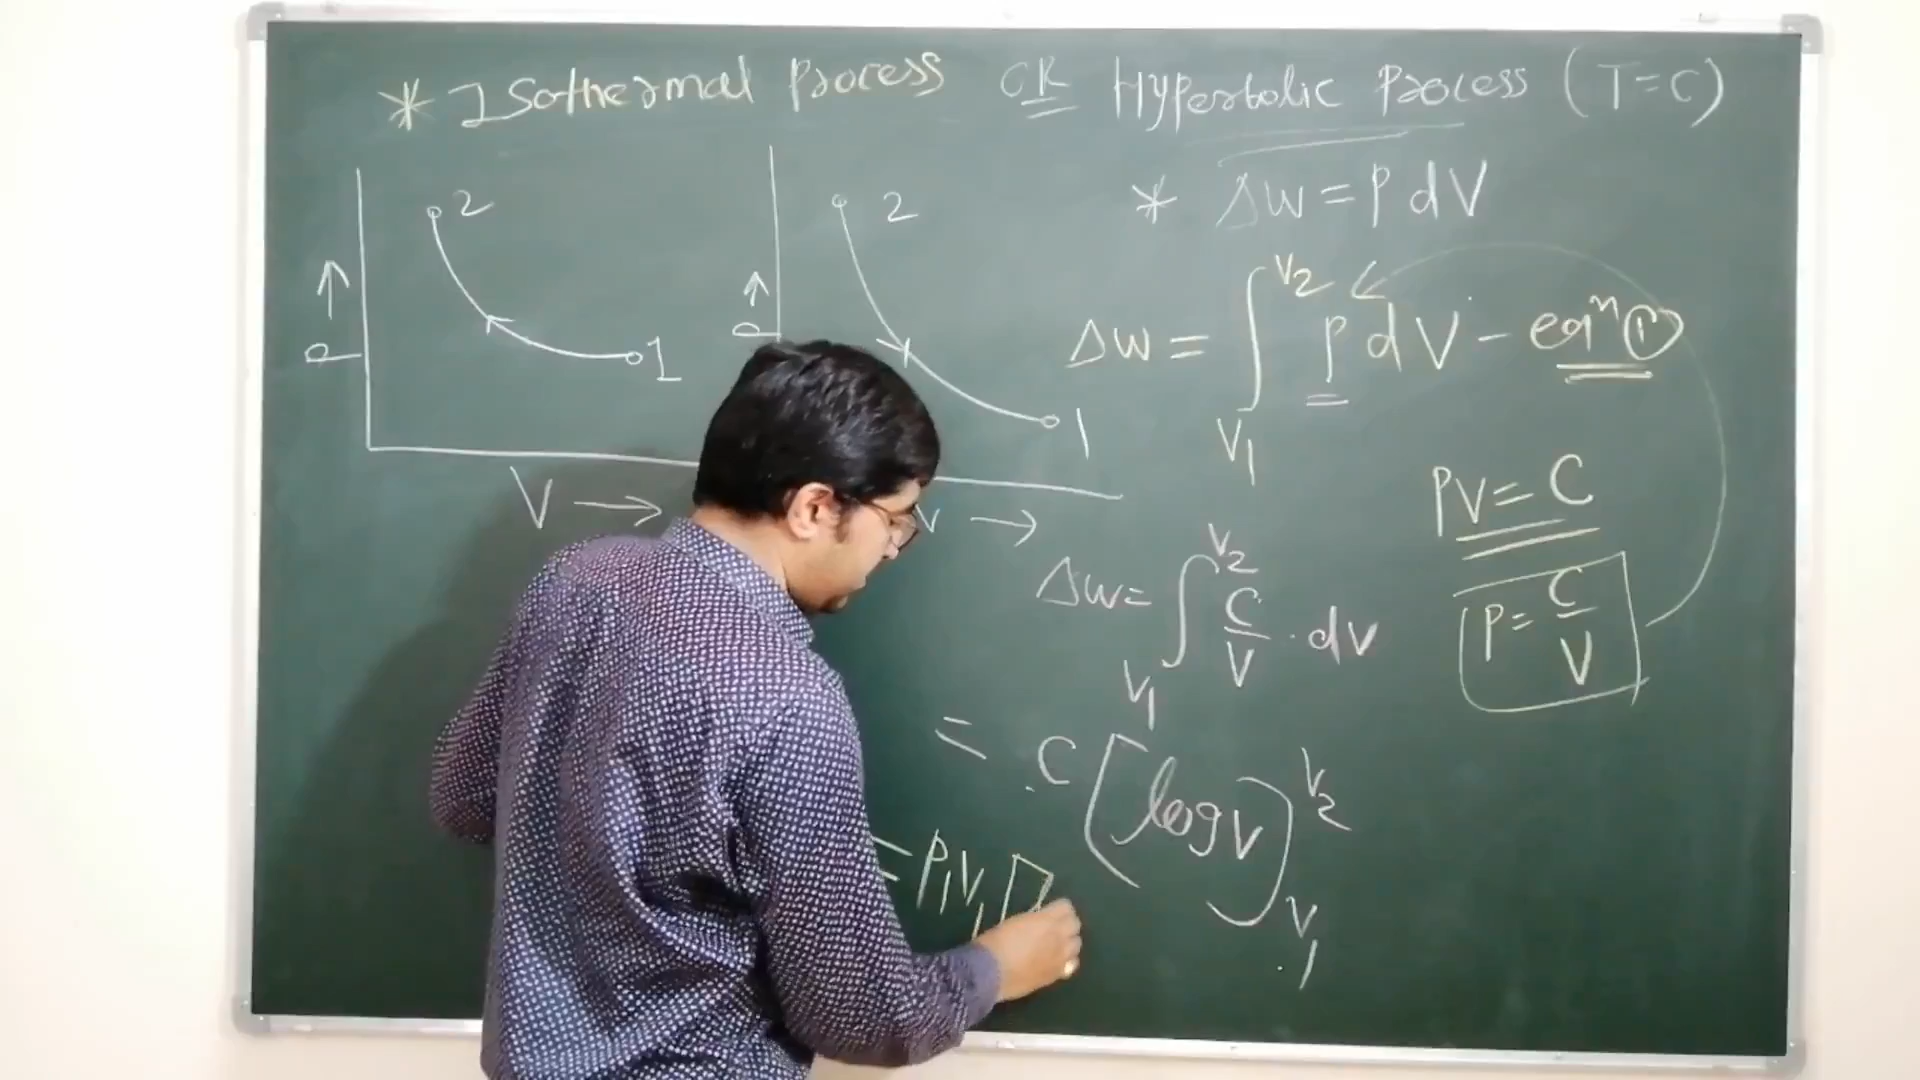 * Isothermal Process OR Hyperbolic Process (T=C)
2
1
P
V →
2
1
P
V →
* ΔW = P dV
ΔW = ∫ V1 V2 P dV - eqⁿ ①
PV = C
P = C/V
ΔW = ∫ V1 V2 C/V . dV
= C [log V] V1 V2
= P1V1 [